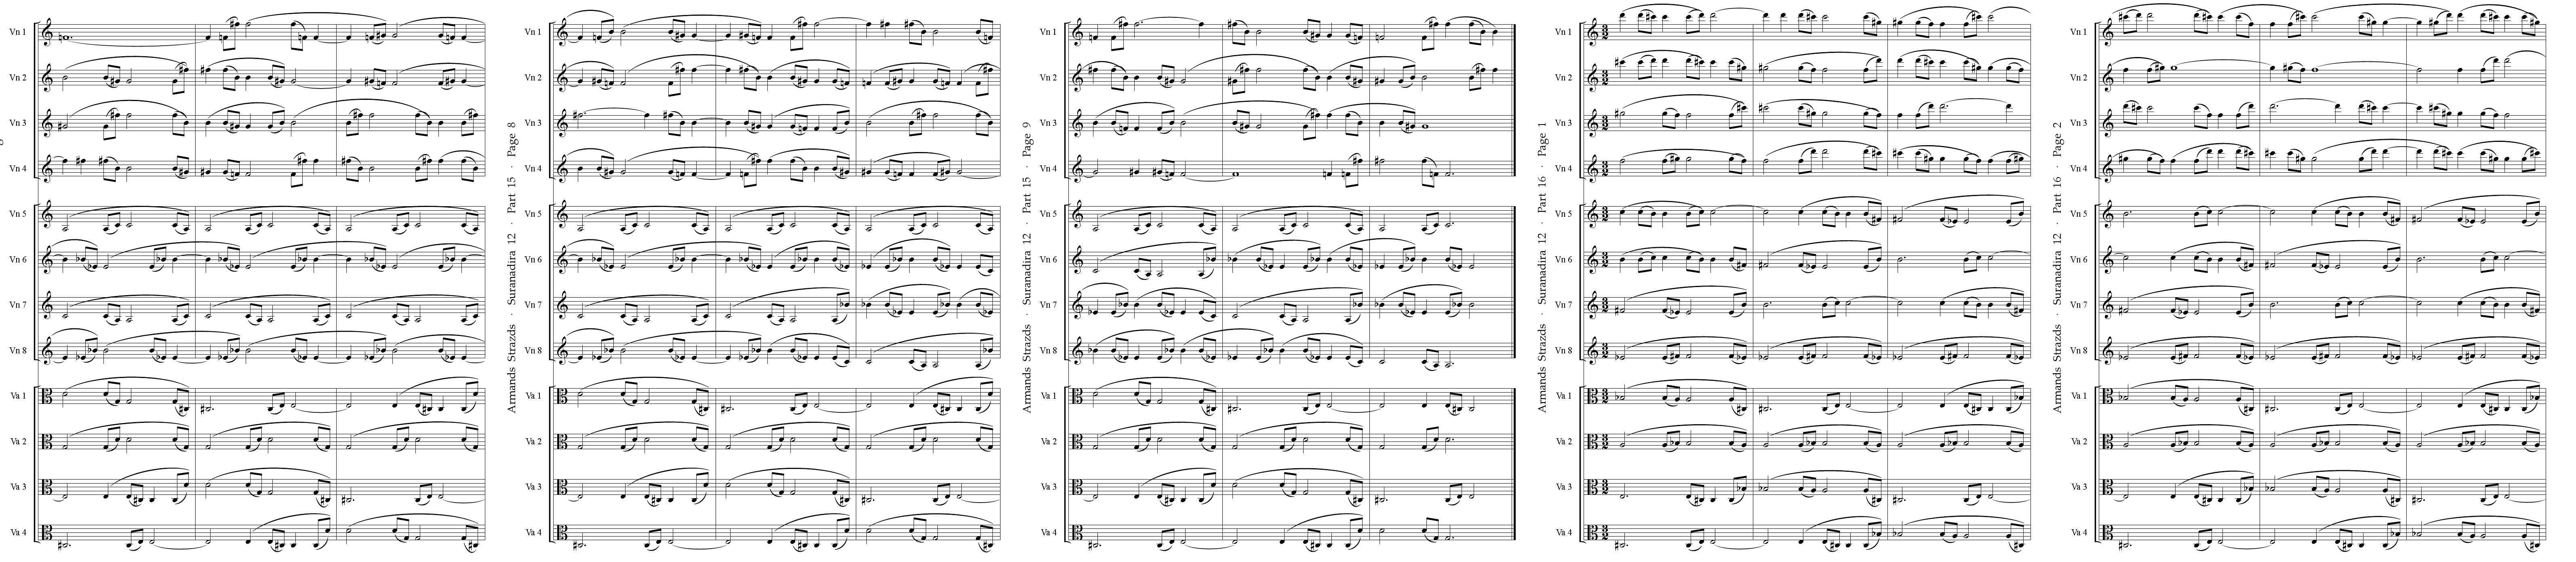 Vn 1
Vn 2
Vn 3
Vn 4
Vn 5
Vn 6
Vn 7
Vn 8
Va 1
Va 2
Va 3
Va 4
Armands Strazds · Suranadira 12 · Part 15 · Page 8
Vn 1
Vn 2
Vn 3
Vn 4
Vn 5
Vn 6
Vn 7
Vn 8
Va 1
Va 2
Va 3
Va 4
Armands Strazds · Suranadira 12 · Part 15 · Page 9
Vn 1
Vn 2
Vn 3
Vn 4
Vn 5
Vn 6
Vn 7
Vn 8
Va 1
Va 2
Va 3
Va 4
Armands Strazds · Suranadira 12 · Part 16 · Page 1
Vn 1
Vn 2
Vn 3
Vn 4
Vn 5
Vn 6
Vn 7
Vn 8
Va 1
Va 2
Va 3
Va 4
Armands Strazds · Suranadira 12 · Part 16 · Page 2
Vn 1
Vn 2
Vn 3
Vn 4
Vn 5
Vn 6
Vn 7
Vn 8
Va 1
Va 2
Va 3
Va 4